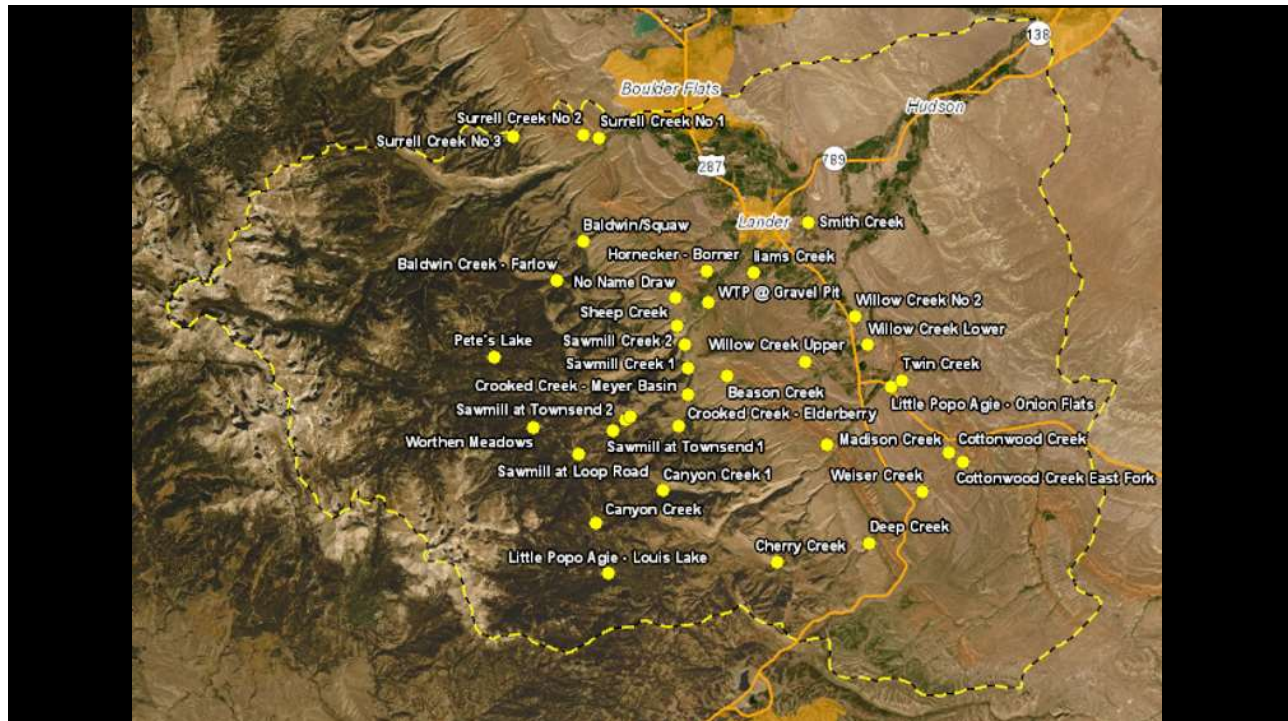 138
Boulder Flats
Hudson
Surrell Creek No 2
Surrell Creek No 1
Surrell Creek No 3
789
287
Lander
Smith Creek
Baldwin/Squaw
Hornecker - Borner
Iiams Creek
Baldwin Creek - Farlow
No Name Draw
WTP @ Gravel Pit
Willow Creek No 2
Sheep Creek
Willow Creek Lower
Pete's Lake
Sawmill Creek 2
Willow Creek Upper
Sawmill Creek 1
Twin Creek
Crooked Creek - Meyer Basin
Beason Creek
Little Popo Agie - Onion Flats
Sawmill at Townsend 2
Crooked Creek - Elderberry
Worthen Meadows
Sawmill at Townsend 1
Madison Creek
Cottonwood Creek
Sawmill at Loop Road
Canyon Creek 1
Weiser Creek
Cottonwood Creek East Fork
Canyon Creek
Deep Creek
Cherry Creek
Little Popo Agie - Louis Lake